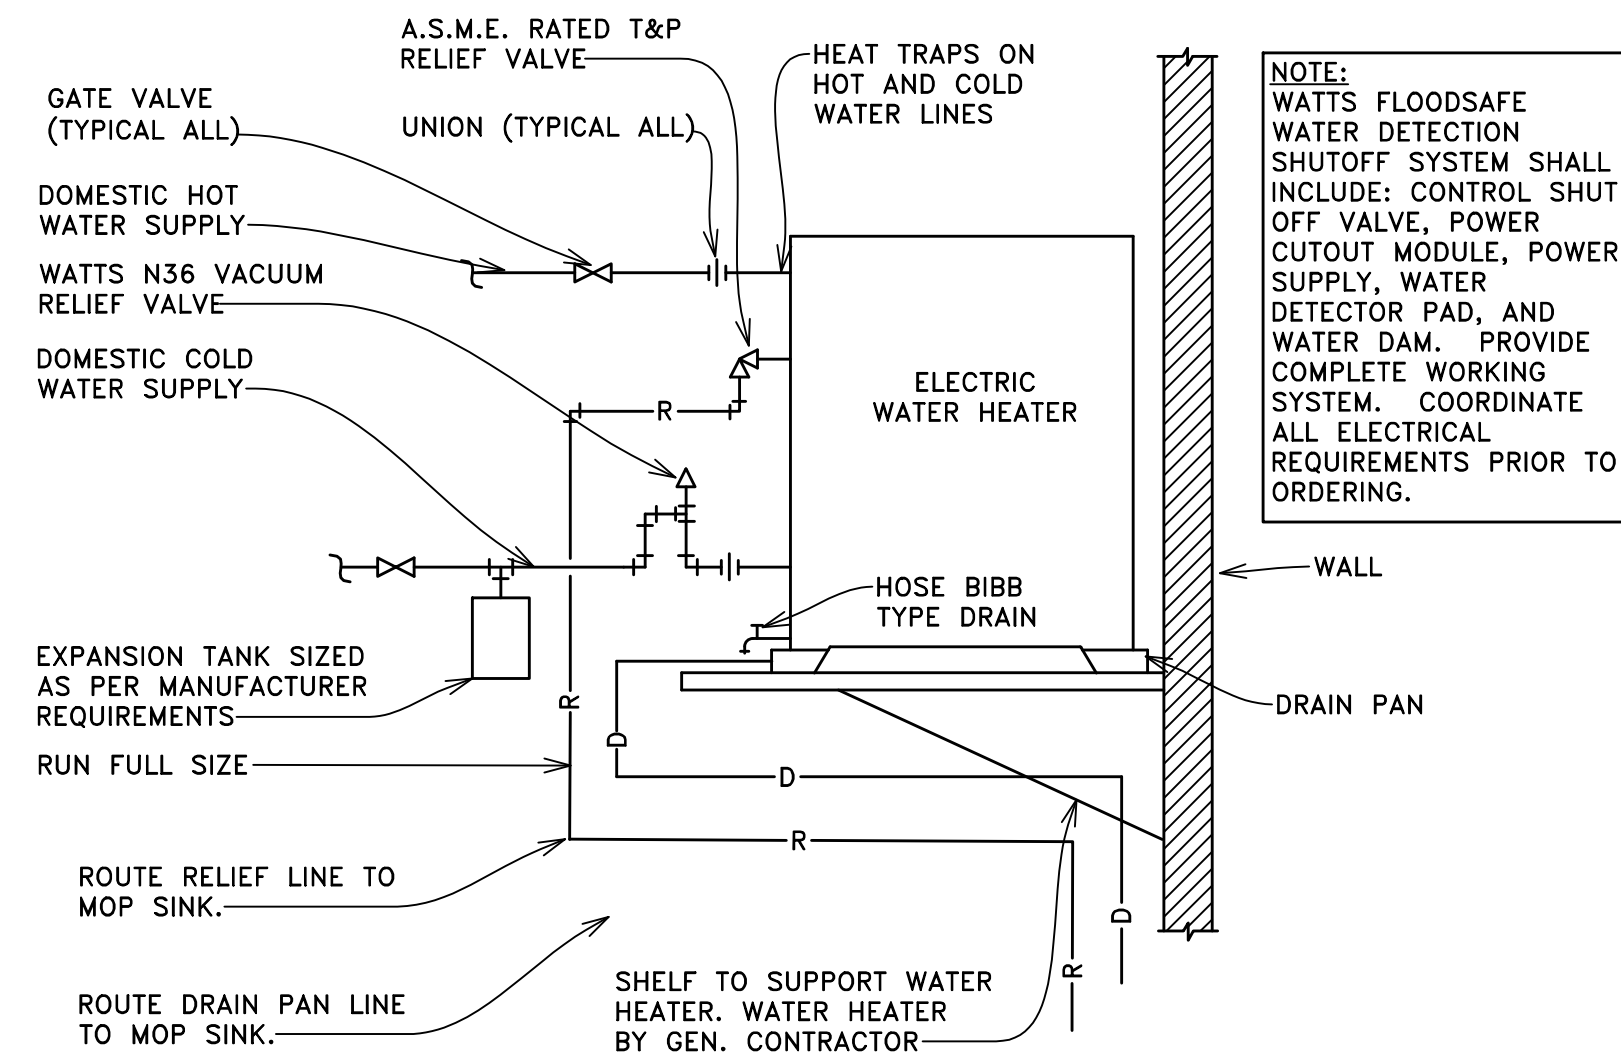 A.S.M.E. RATED T&P
RELIEF VALVE
HEAT TRAPS ON
HOT AND COLD
WATER LINES
GATE VALVE
(TYPICAL ALL)
UNION (TYPICAL ALL)
DOMESTIC HOT
WATER SUPPLY
WATTS N36 VACUUM
RELIEF VALVE
DOMESTIC COLD
WATER SUPPLY
NOTE:
WATTS FLOODSAFE
WATER DETECTION
SHUTOFF SYSTEM SHALL
INCLUDE: CONTROL SHUT
OFF VALVE, POWER
CUTOUT MODULE, POWER
SUPPLY, WATER
DETECTOR PAD, AND
WATER DAM. PROVIDE
COMPLETE WORKING
SYSTEM. COORDINATE
ALL ELECTRICAL
REQUIREMENTS PRIOR TO
ORDERING.
ELECTRIC
WATER HEATER
R
WALL
HOSE BIBB
TYPE DRAIN
EXPANSION TANK SIZED
AS PER MANUFACTURER
REQUIREMENTS
R
DRAIN PAN
D
RUN FULL SIZE
D
R
ROUTE RELIEF LINE TO
MOP SINK.
D
R
ROUTE DRAIN PAN LINE
TO MOP SINK.
SHELF TO SUPPORT WATER
HEATER. WATER HEATER
BY GEN. CONTRACTOR